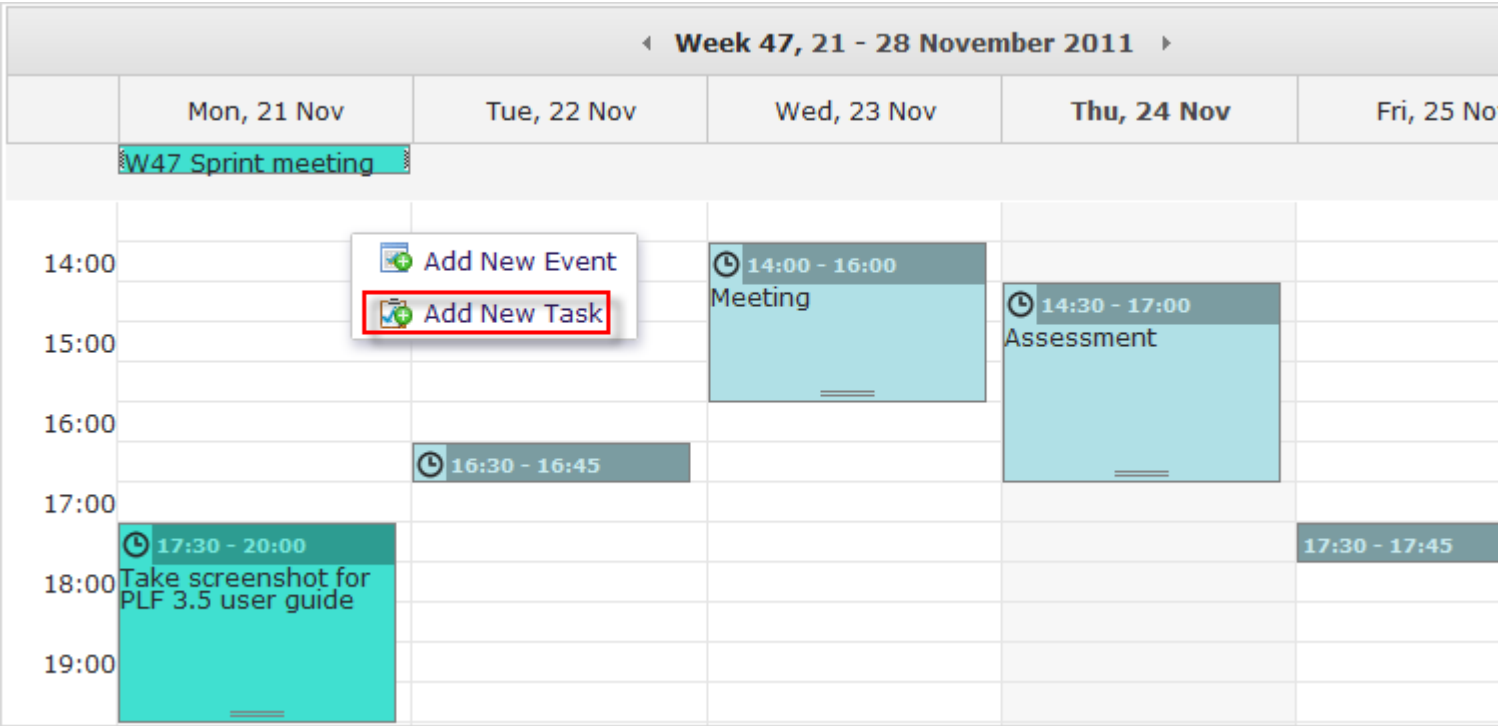 Week 47, 21 - 28 November 2011
Mon, 21 Nov
Tue, 22 Nov
Wed, 23 Nov
Thu, 24 Nov
Fri, 25 No
W47 Sprint meeting
Add New Event
Add New Task
14:00
15:00
16:00
17:00
18:00
19:00
17:30 - 20:00
Take screenshot for
PLF 3.5 user guide
16:30 - 16:45
14:00 - 16:00
Meeting
14:30 - 17:00
Assessment
17:30 - 17:45